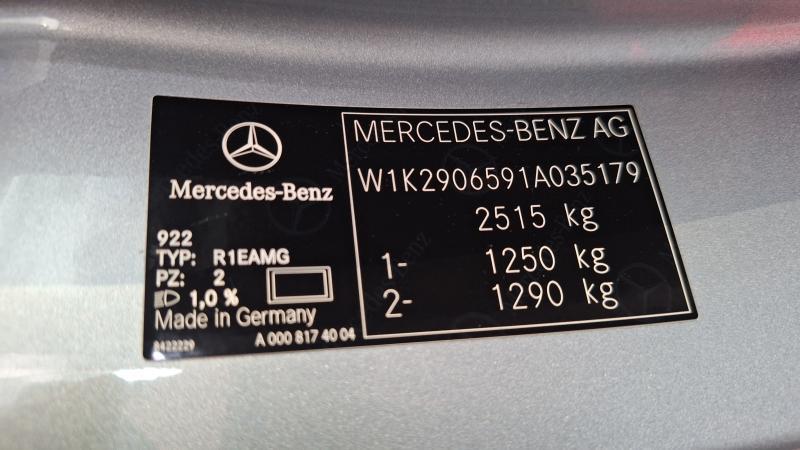 Mercedes-Benz
922
TYP: R1EAMG
PZ: 2
1,0 %
Made in Germany
8422229
A 000 817 40 04
MERCEDES-BENZ AG
W1K2906591A035179
2515 kg
1- 1250 kg
2- 1290 kg